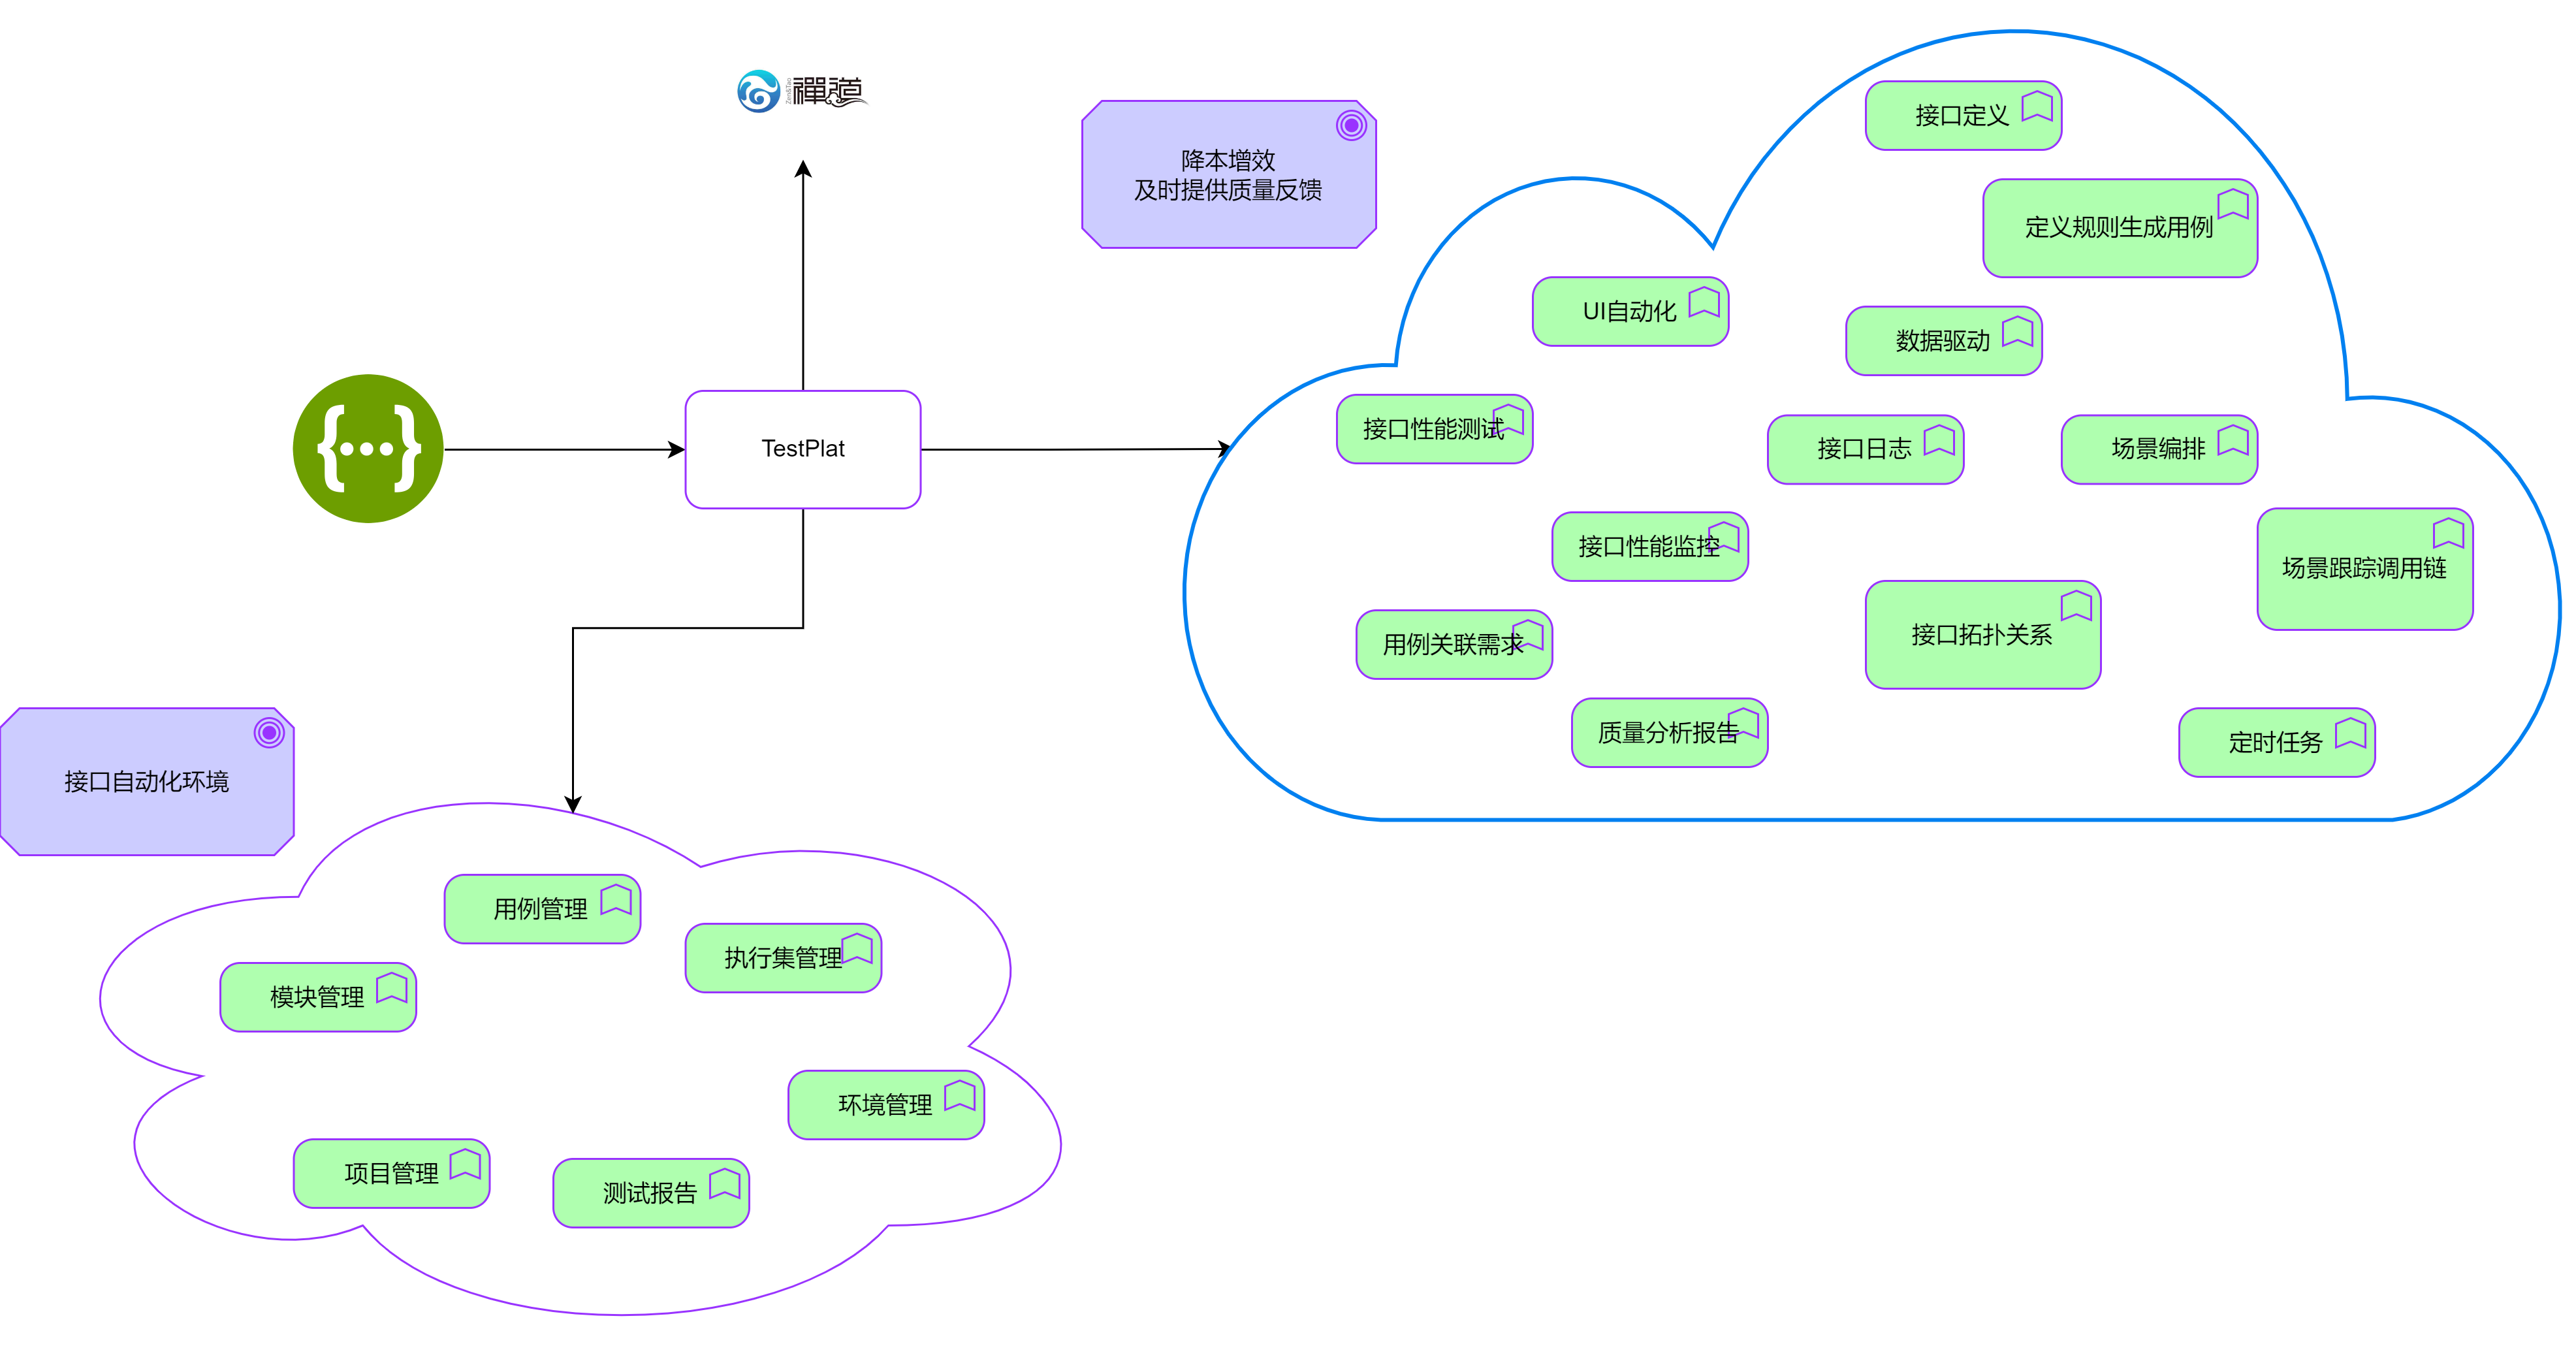 禪道
ZenTao
降本增效
及时提供质量反馈
接口定义
定义规则生成用例
UI自动化
数据驱动
接口性能测试
接口日志
场景编排
{...}
TestPlat
接口性能监控
场景跟踪调用链
用例关联需求
接口拓扑关系
质量分析报告
定时任务
接口自动化环境
用例管理
执行集管理
模块管理
环境管理
项目管理
测试报告